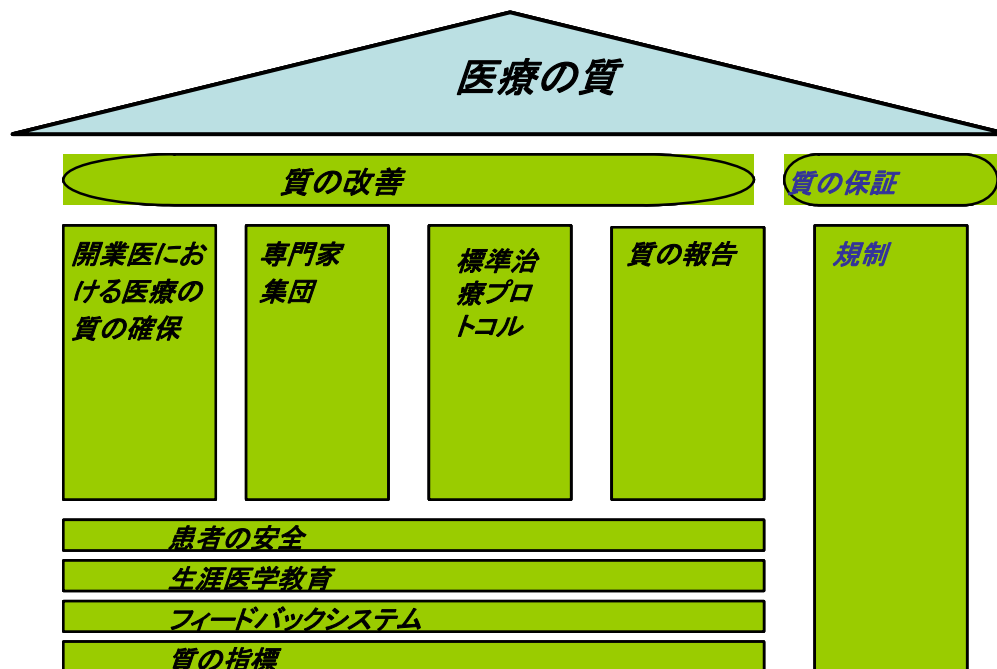 医療の質
質の改善
質の保証
開業医にお
ける医療の
質の確保
専門家
集団
標準治
療プロ
トコル
質の報告
規制
患者の安全
生涯医学教育
フィードバックシステム
質の指標